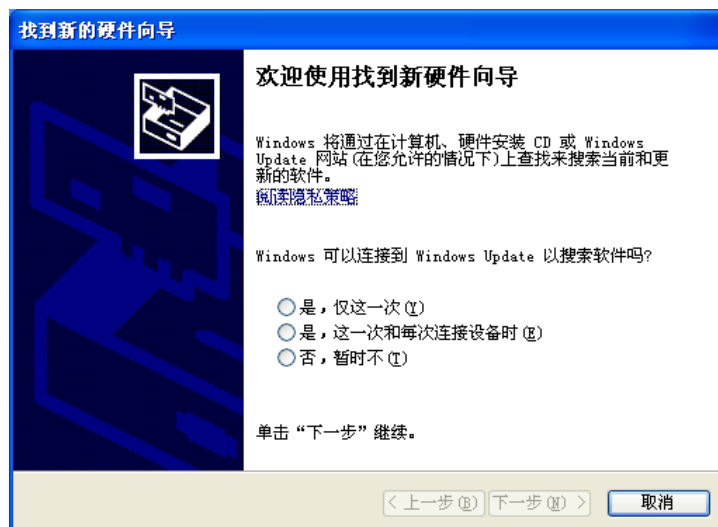 找到新的硬件向导
欢迎使用找到新硬件向导
Windows 将通过在计算机、硬件安装 CD 或 Windows
Update 网站(在您允许的情况下)上查找来搜索当前和更
新的软件。
阅读隐私策略
Windows 可以连接到 Windows Update 以搜索软件吗?
是，仅这一次(Y)
是，这一次和每次连接设备时(E)
否，暂时不(T)
单击“下一步”继续。
< 上一步(B) 下一步(N) > 取消